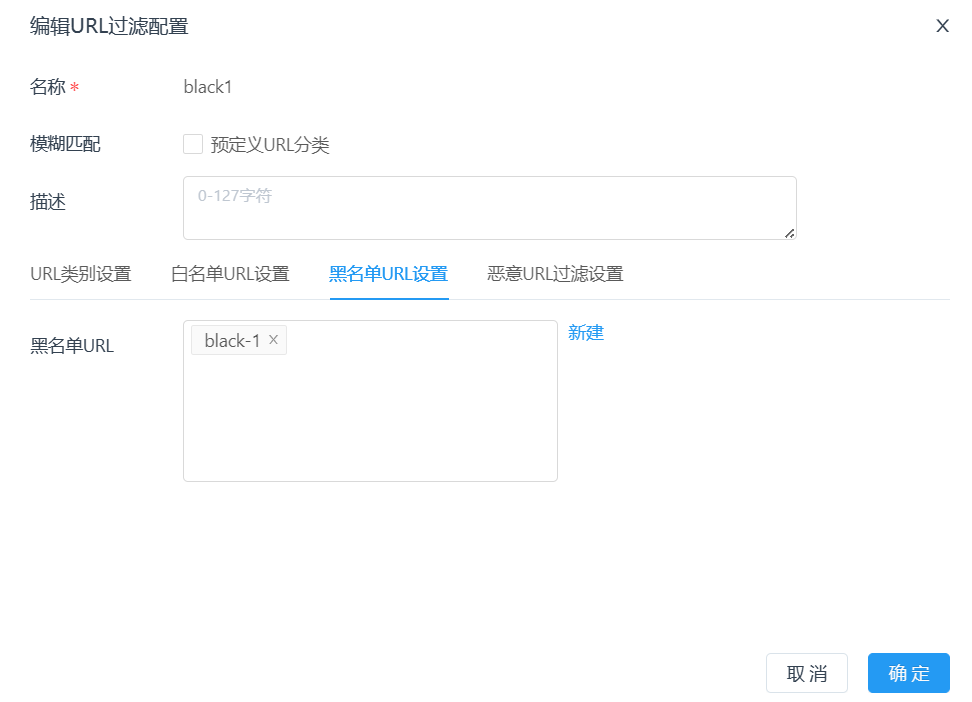 编辑URL过滤配置
名称 * black1
模糊匹配 预定义URL分类
描述 0-127字符
URL类别设置 白名单URL设置 黑名单URL设置 恶意URL过滤设置
黑名单URL black-1 新建
取 消 确 定